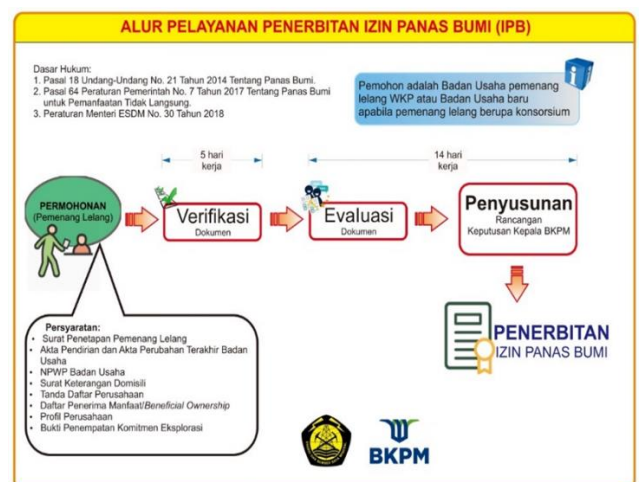 ALUR PELAYANAN PENERBITAN IZIN PANAS BUMI (IPB)
Dasar Hukum:
1. Pasal 18 Undang-Undang No. 21 Tahun 2014 Tentang Panas Bumi.
2. Pasal 64 Peraturan Pemerintah No. 7 Tahun 2017 Tentang Panas Bumi
untuk Pemanfaatan Tidak Langsung.
3. Peraturan Menteri ESDM No. 30 Tahun 2018
Pemohon adalah Badan Usaha pemenang
lelang WKP atau Badan Usaha baru
apabila pemenang lelang berupa konsorsium
5 hari
kerja
14 hari
kerja
PERMOHONAN
(Pemenang Lelang)
Verifikasi
Dokumen
Evaluasi
Dokumen
Penyusunan
Rancangan
Keputusan Kepala BKPM
PENERBITAN
IZIN PANAS BUMI
Persyaratan:
• Surat Penetapan Pemenang Lelang
• Akta Pendirian dan Akta Perubahan Terakhir Badan
Usaha
• NPWP Badan Usaha
• Surat Keterangan Domisili
• Tanda Daftar Perusahaan
• Daftar Penerima Manfaat/Beneficial Ownership
• Profil Perusahaan
• Bukti Penempatan Komitmen Eksplorasi
BKPM